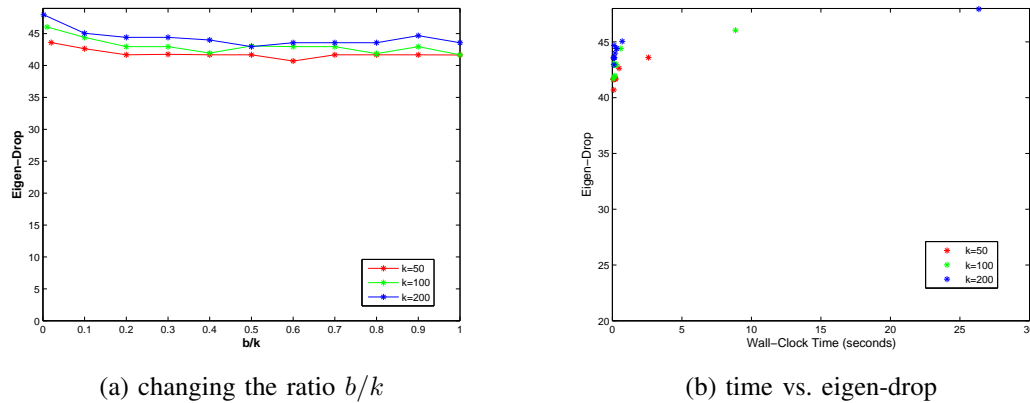 Eigen−Drop
45
40
35
30
25
20
15
10
5
0
0 0.1 0.2 0.3 0.4 0.5 0.6 0.7 0.8 0.9 1
b/k
k=50
k=100
k=200
(a) changing the ratio b/k
Eigen−Drop
45
40
35
30
25
20
0 5 10 15 20 25 30
Wall−Clock Time (seconds)
k=50
k=100
k=200
(b) time vs. eigen-drop